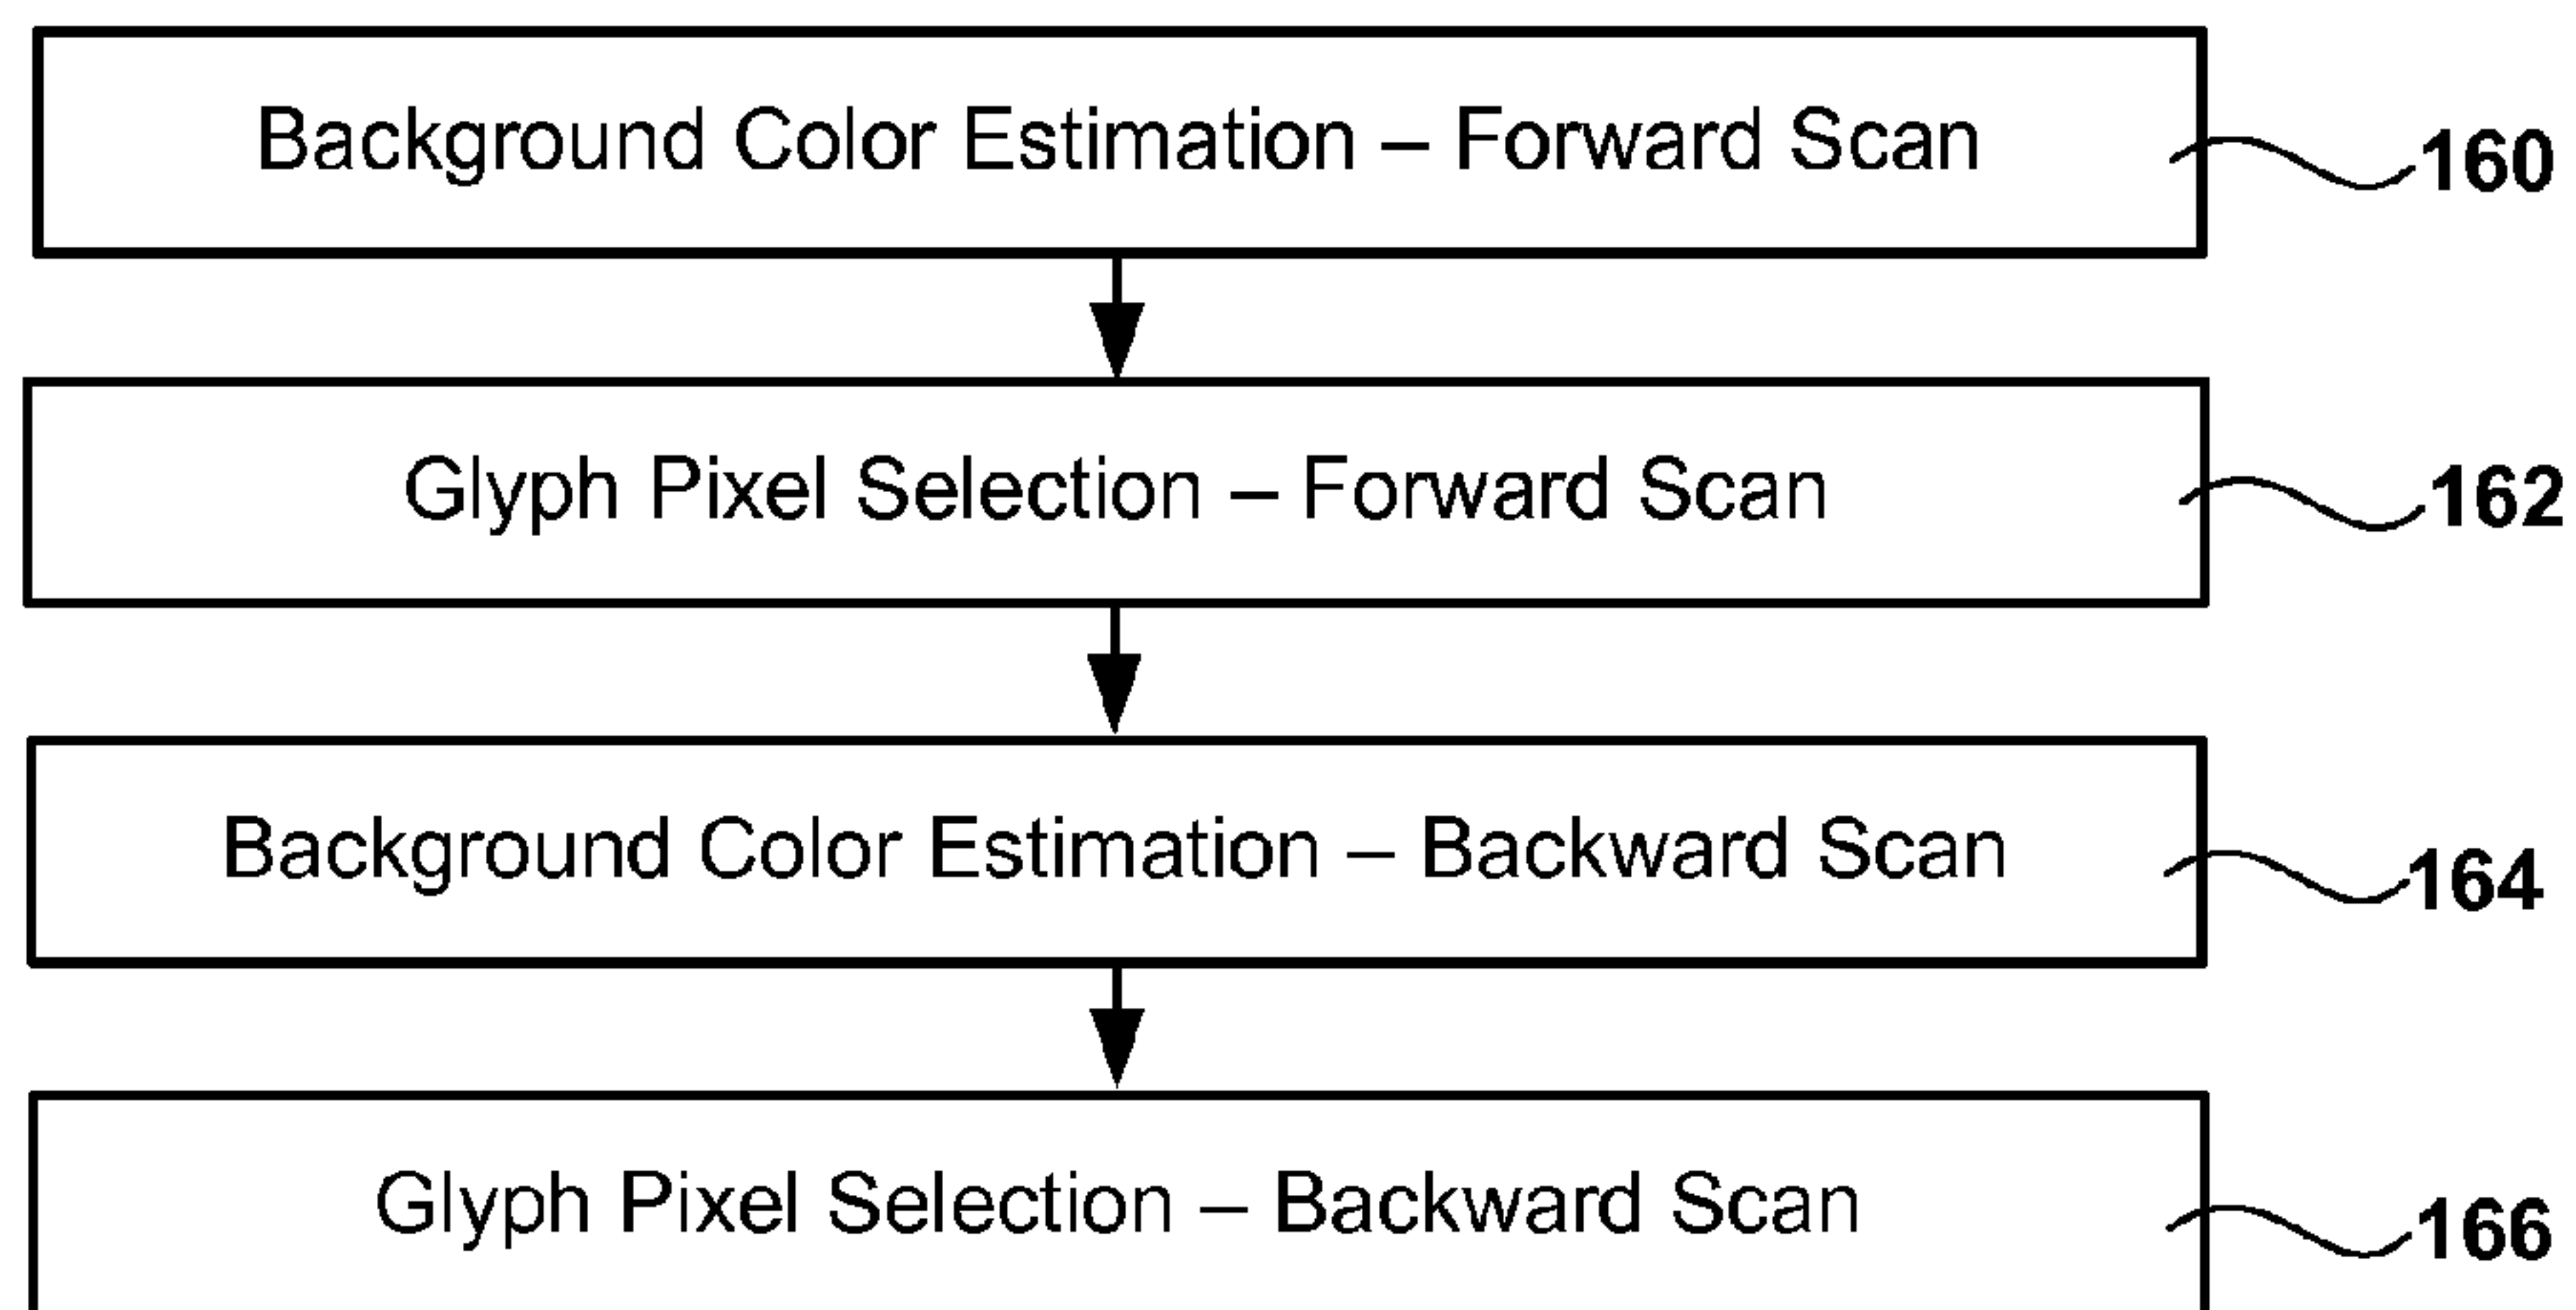 Background Color Estimation – Forward Scan 160
Glyph Pixel Selection – Forward Scan 162
Background Color Estimation – Backward Scan 164
Glyph Pixel Selection – Backward Scan 166